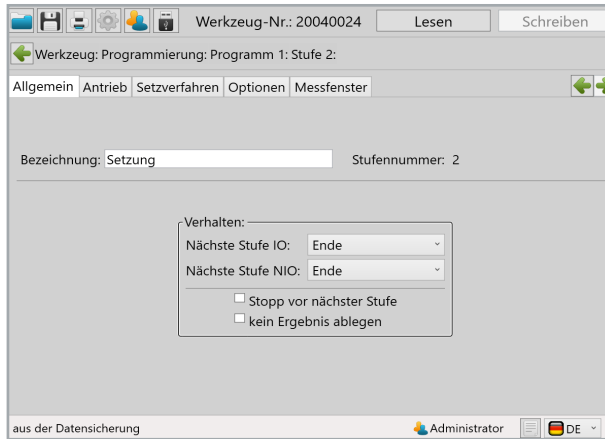 Werkzeug-Nr.: 20040024 Lesen Schreiben
Werkzeug: Programmierung: Programm 1: Stufe 2:
Allgemein Antrieb Setzverfahren Optionen Messfenster
Bezeichnung: Setzung Stufennummer: 2
Verhalten:
Nächste Stufe IO: Ende
Nächste Stufe NIO: Ende
Stopp vor nächster Stufe
kein Ergebnis ablegen
aus der Datensicherung Administrator DE